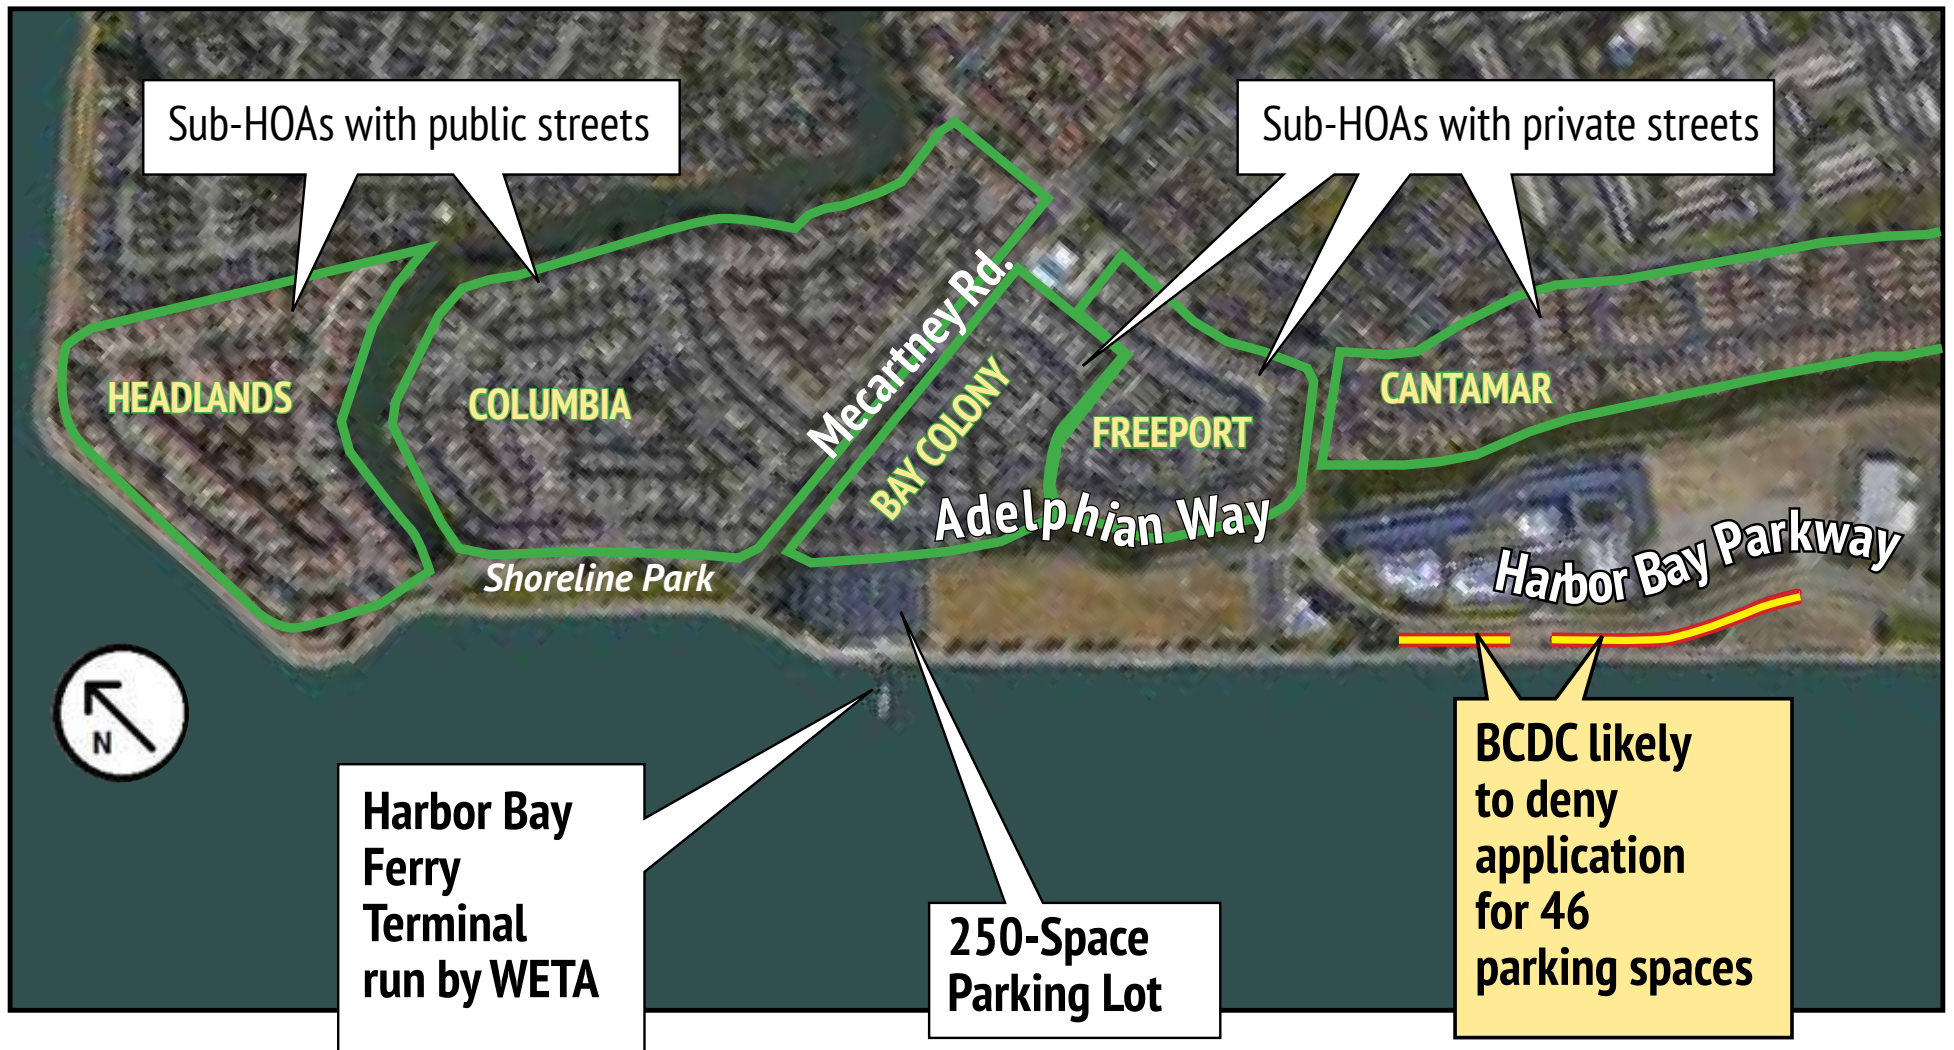 Sub-HOAs with public streets
Sub-HOAs with private streets
Mecartney Rd.
HEADLANDS
COLUMBIA
BAY COLONY
FREEPORT
CANTAMAR
Adelphian Way
Harbor Bay Parkway
Shoreline Park
N
Harbor Bay
Ferry
Terminal
run by WETA
250-Space
Parking Lot
BCDC likely
to deny
application
for 46
parking spaces